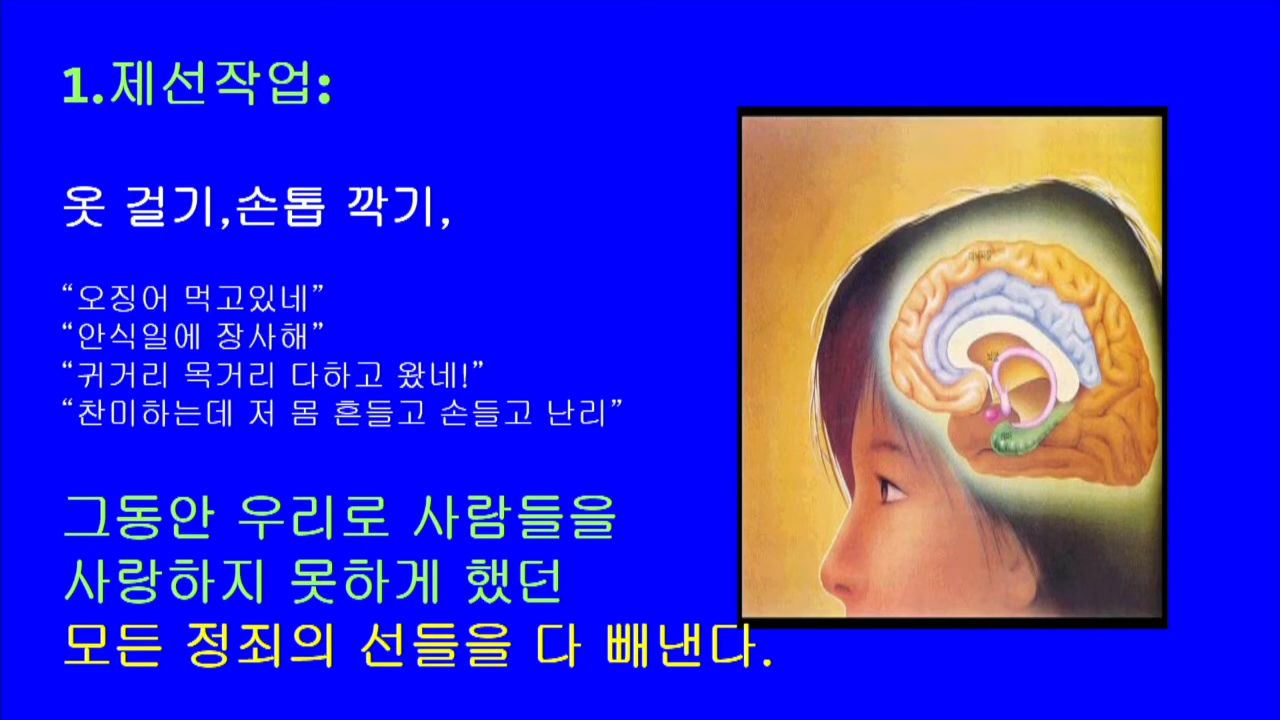 1.제선작업:
옷 걸기,손톱 깍기,
“오징어 먹고있네”
“안식일에 장사해”
“귀거리 목거리 다하고 왔네!”
“찬미하는데 저 몸 흔들고 손들고 난리”
그동안 우리로 사람들을
사랑하지 못하게 했던
모든 정죄의 선들을 다 빼낸다.